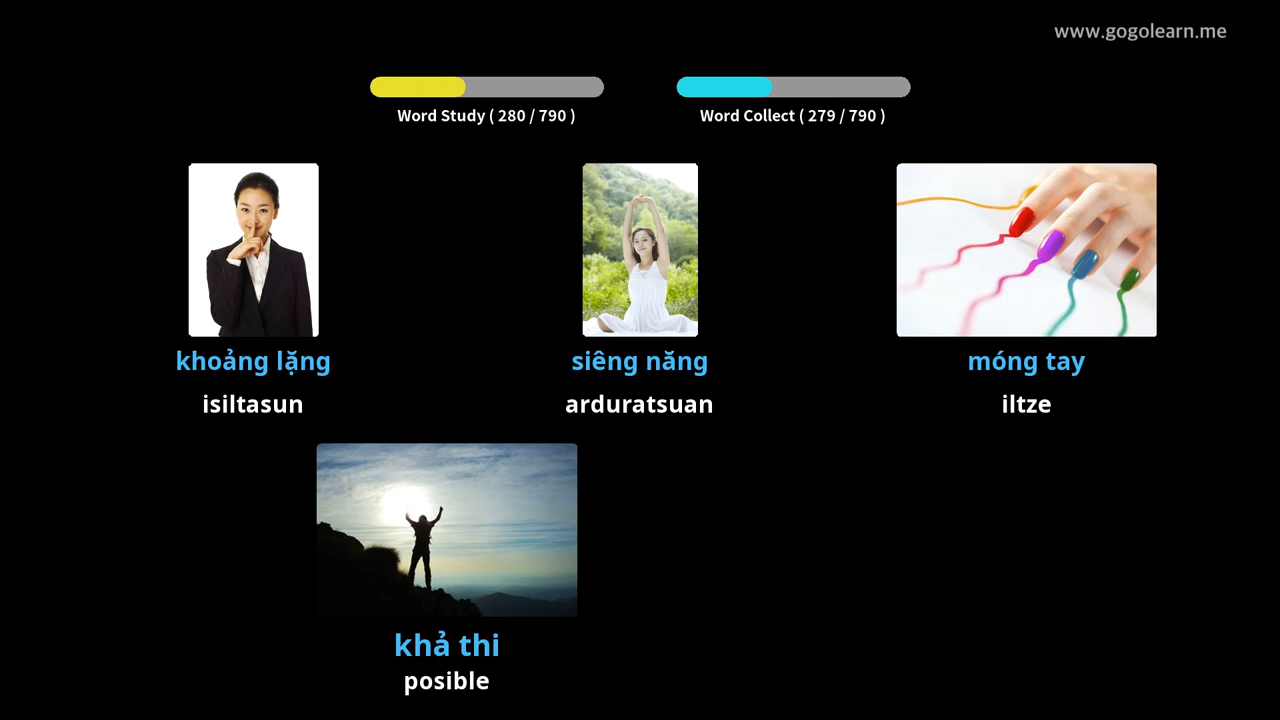 www.gogolearn.me
Word Study ( 280 / 790 )
Word Collect ( 279 / 790 )
khoảng lặng
isiltasun
siêng năng
arduratsuan
móng tay
iltze
khả thi
posible